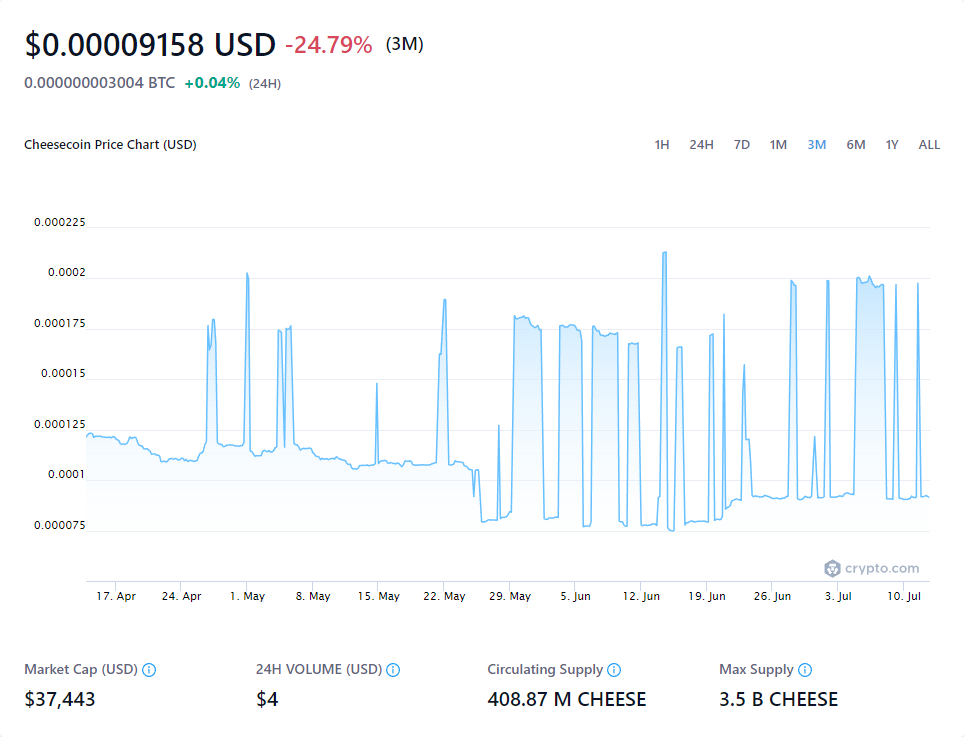 $0.00009158 USD -24.79% (3M)
0.000000003004 BTC +0.04% (24H)
Cheesecoin Price Chart (USD) 1H 24H 7D 1M 3M 6M 1Y ALL
0.000225
0.0002
0.000175
0.00015
0.000125
0.0001
0.000075
crypto.com
17. Apr 24. Apr 1. May 8. May 15. May 22. May 29. May 5. Jun 12. Jun 19. Jun 26. Jun 3. Jul 10. Jul
Market Cap (USD) 24H VOLUME (USD) Circulating Supply Max Supply
$37,443 $4 408.87 M CHEESE 3.5 B CHEESE